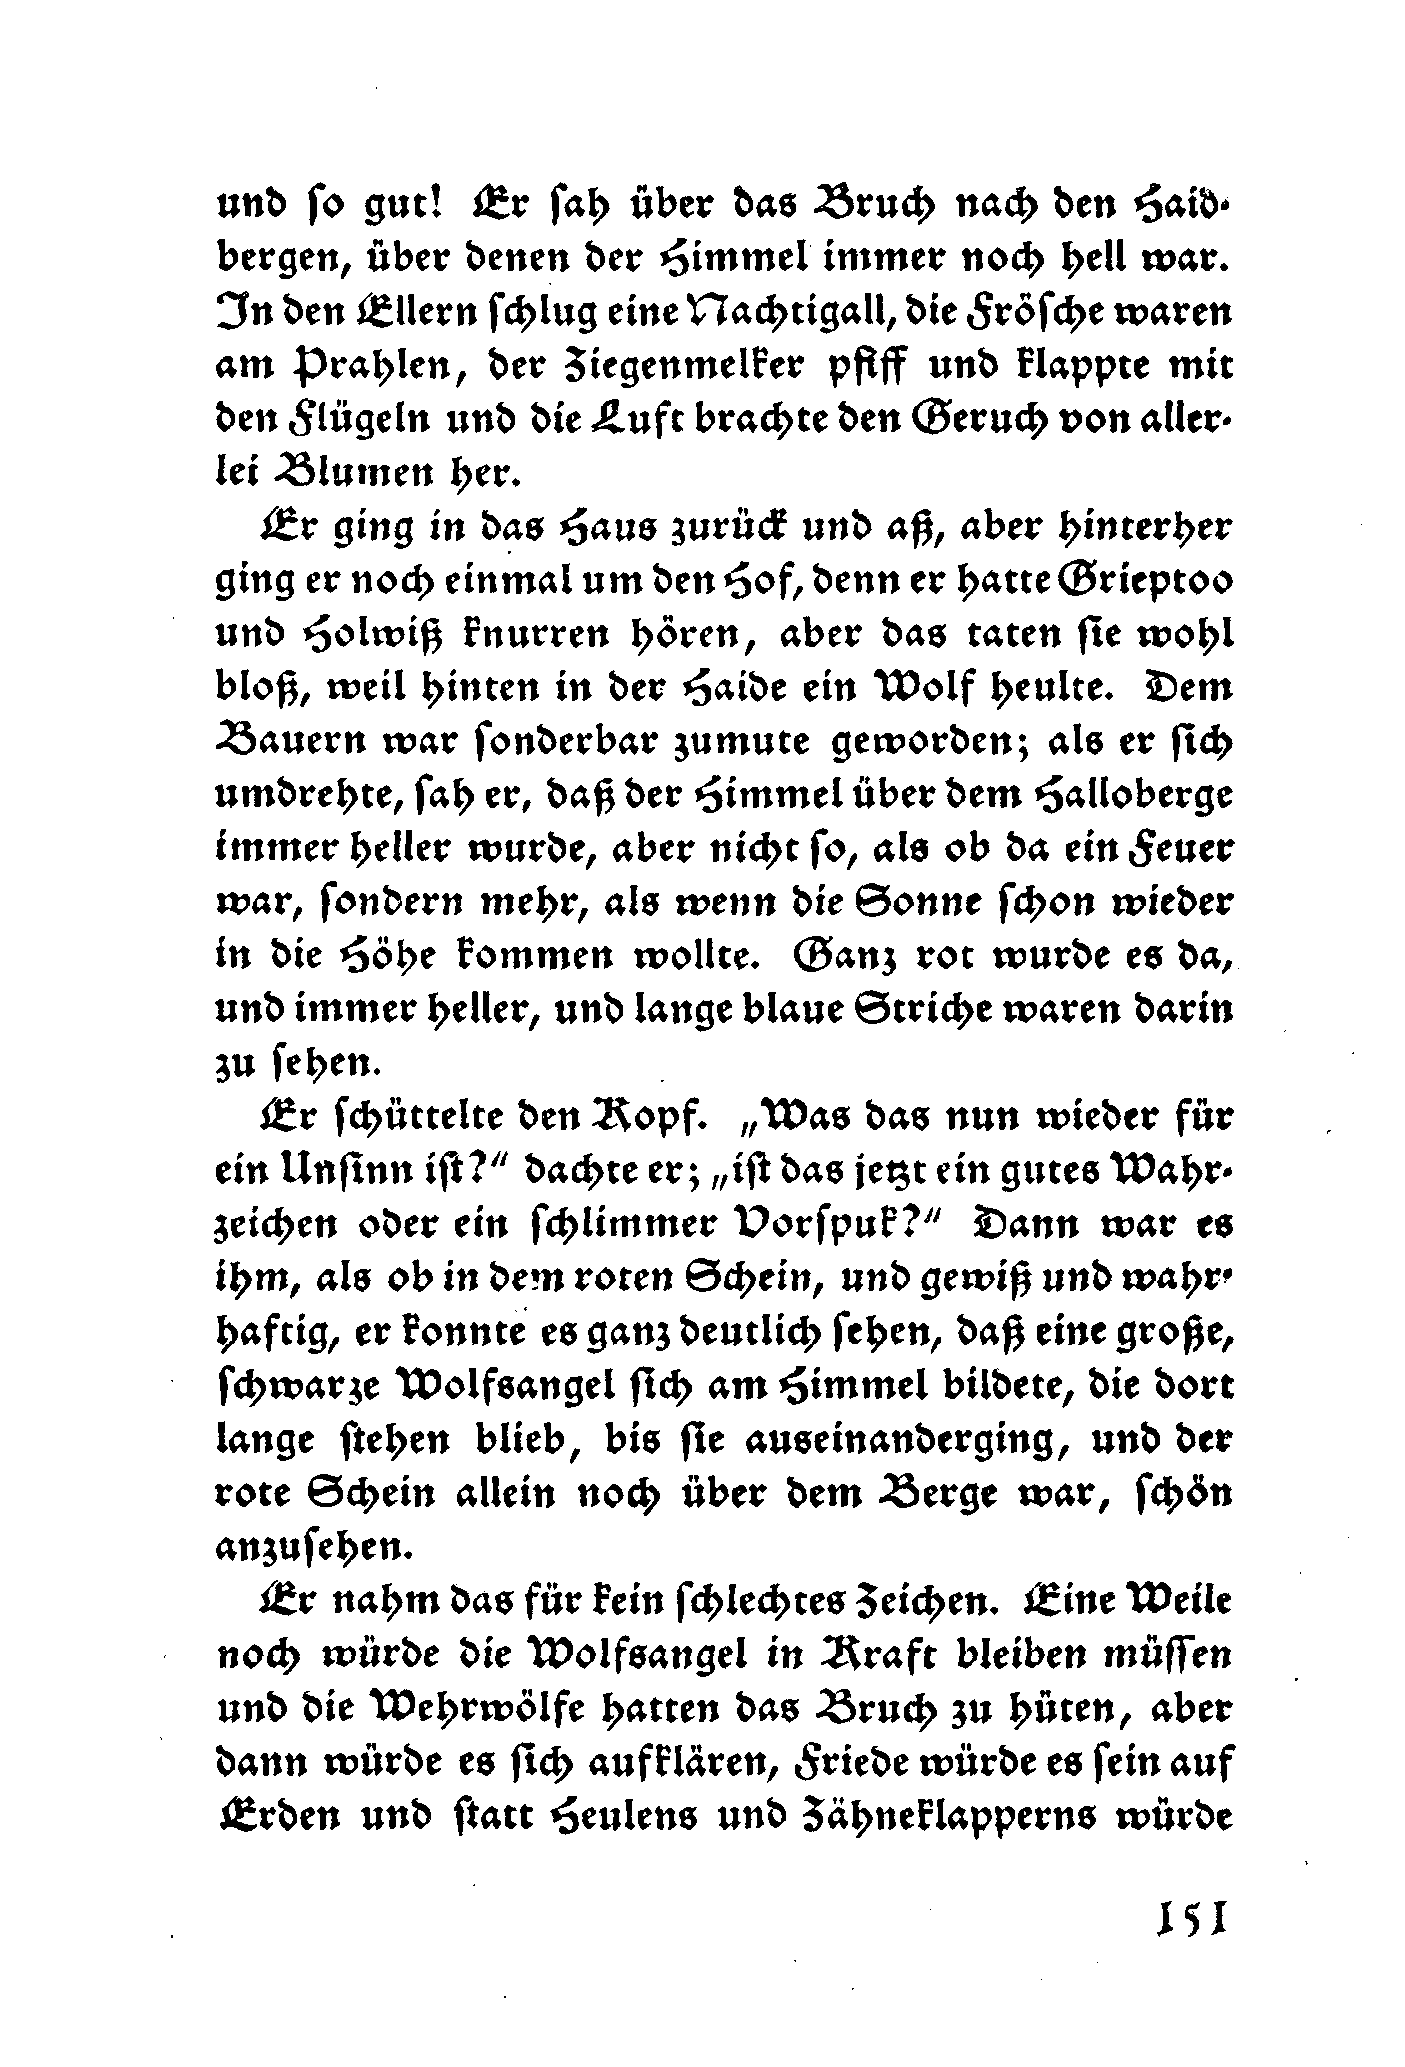 und so gut! Er sah über das Bruch nach den Haid-
bergen, über denen der Himmel immer noch hell war.
In den Ellern schlug eine Nachtigall, die Frösche waren
am Prahlen, der Ziegenmelker pfiff und klappte mit
den Flügeln und die Luft brachte den Geruch von aller-
lei Blumen her.
Er ging in das Haus zurück und aß, aber hinterher
ging er noch einmal um den Hof, denn er hatte Grieptoo
und Holwiß knurren hören, aber das taten sie wohl
bloß, weil hinten in der Haide ein Wolf heulte. Dem
Bauern war sonderbar zumute geworden; als er sich
umdrehte, sah er, daß der Himmel über dem Halloberge
immer heller wurde, aber nicht so, als ob da ein Feuer
war, sondern mehr, als wenn die Sonne schon wieder
in die Höhe kommen wollte. Ganz rot wurde es da,
und immer heller, und lange blaue Striche waren darin
zu sehen.
Er schüttelte den Kopf. „Was das nun wieder für
ein Unsinn ist?“ dachte er; „ist das jetzt ein gutes Wahr-
zeichen oder ein schlimmer Vorspuk?“ Dann war es
ihm, als ob in dem roten Schein, und gewiß und wahr-
haftig, er konnte es ganz deutlich sehen, daß eine große,
schwarze Wolfsangel sich am Himmel bildete, die dort
lange stehen blieb, bis sie auseinanderging, und der
rote Schein allein noch über dem Berge war, schön
anzusehen.
Er nahm das für kein schlechtes Zeichen. Eine Weile
noch würde die Wolfsangel in Kraft bleiben müssen
und die Wehrwölfe hatten das Bruch zu hüten, aber
dann würde es sich aufklären, Friede würde es sein auf
Erden und statt Heulens und Zähneklapperns würde
151